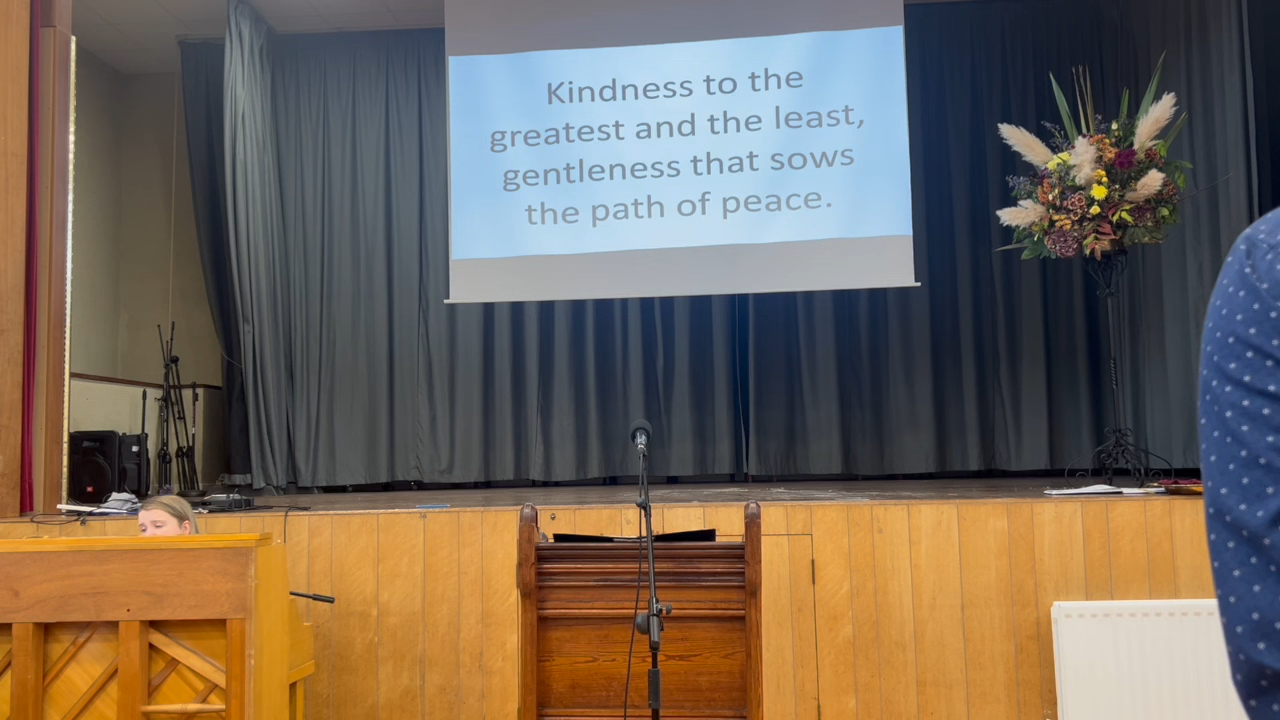 Kindness to the
greatest and the least,
gentleness that sows
the path of peace.